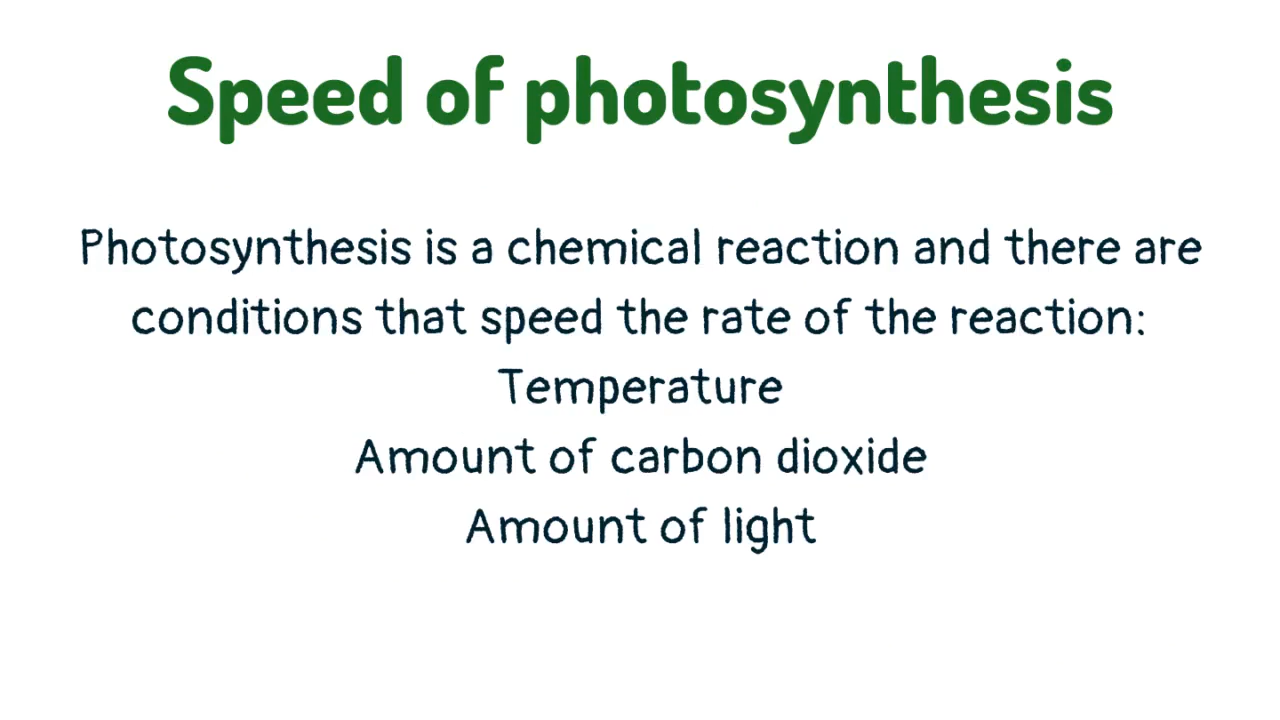 Speed of photosynthesis
Photosynthesis is a chemical reaction and there are
conditions that speed the rate of the reaction:
Temperature
Amount of carbon dioxide
Amount of light